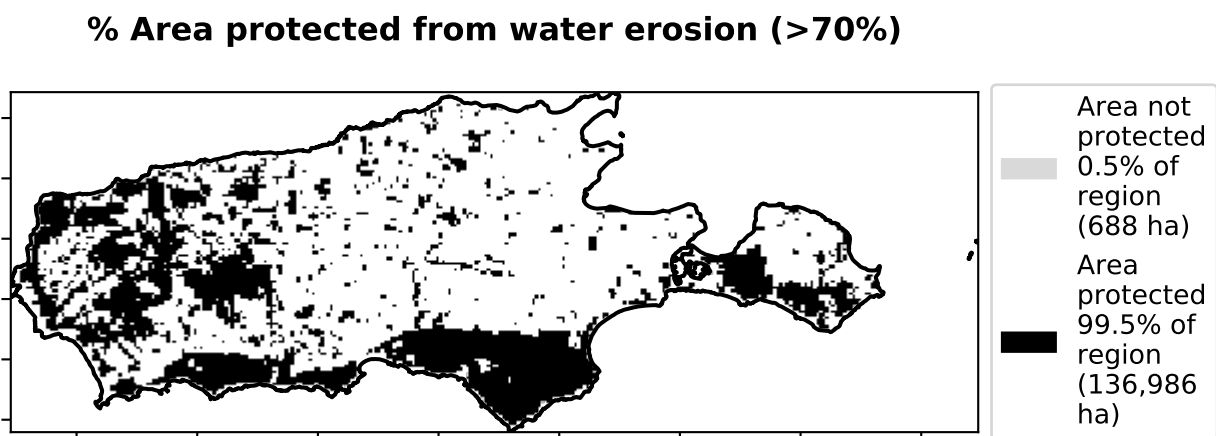 % Area protected from water erosion (>70%)
Area not
protected
0.5% of
region
(688 ha)
Area
protected
99.5% of
region
(136,986
ha)